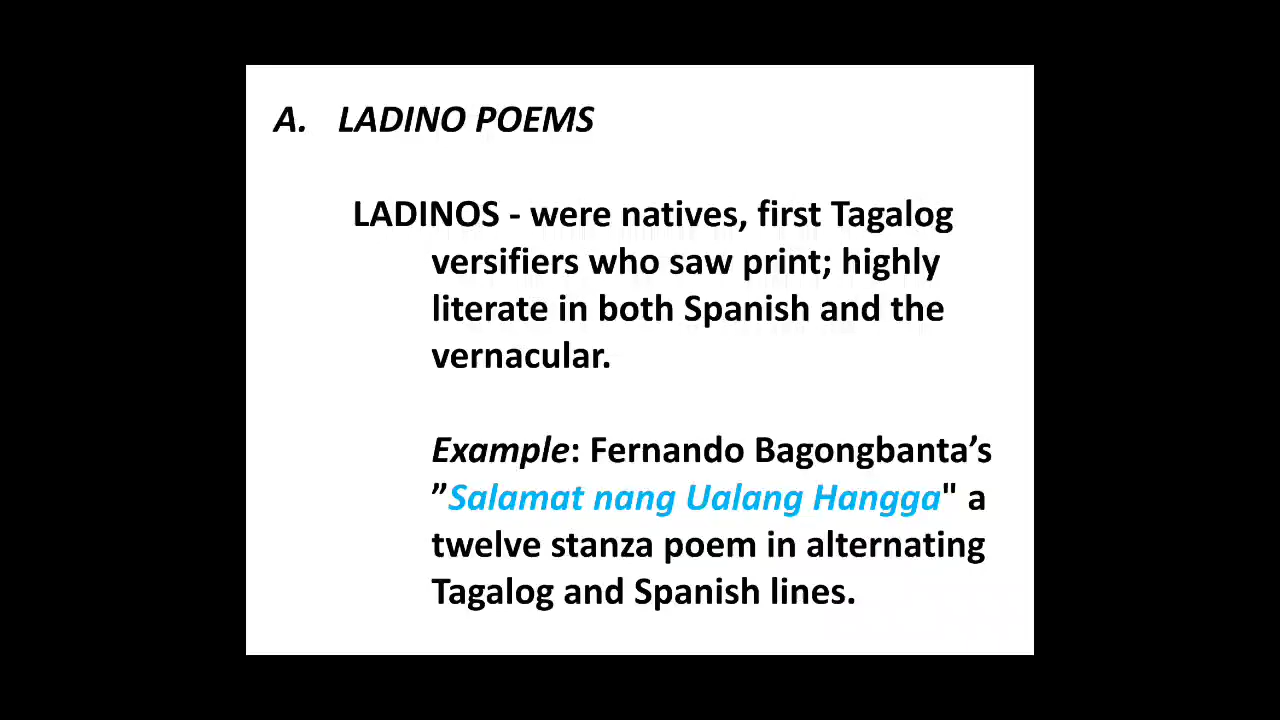 A. LADINO POEMS
LADINOS - were natives, first Tagalog
versifiers who saw print; highly
literate in both Spanish and the
vernacular.
Example: Fernando Bagongbanta’s
”Salamat nang Ualang Hangga" a
twelve stanza poem in alternating
Tagalog and Spanish lines.